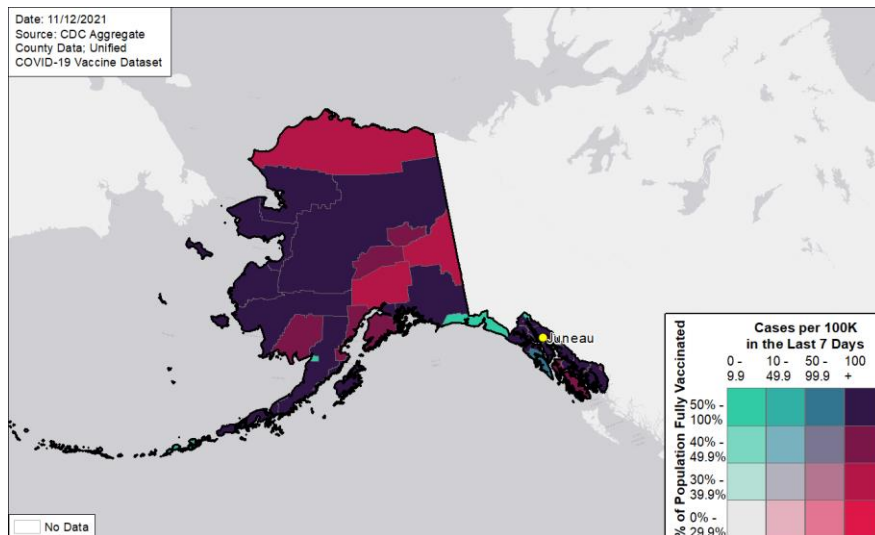 Date: 11/12/2021
Source: CDC Aggregate
County Data; Unified
COVID-19 Vaccine Dataset
Juneau
Cases per 100K
in the Last 7 Days
0 -
9.9
10 -
49.9
50 -
99.9
100
+
% of Population Fully Vaccinated
50% -
100%
40% -
49.9%
30% -
39.9%
0% -
29.9%
No Data